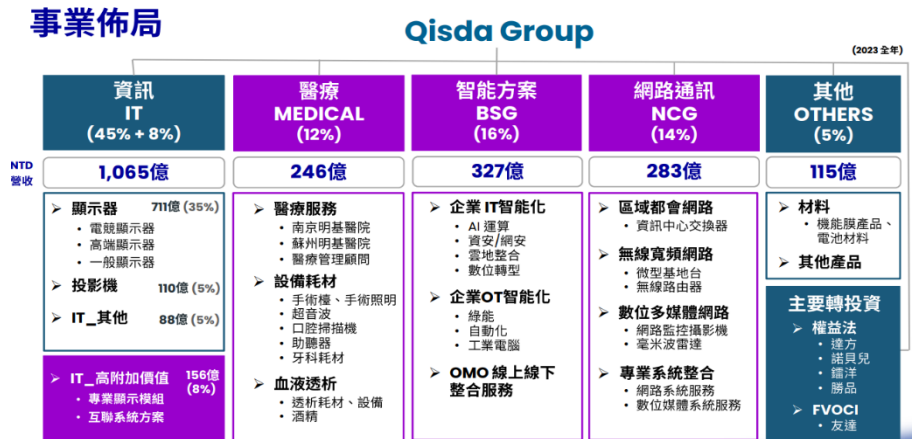 事業佈局
Qisda Group
(2023 全年)
資訊
IT
(45% + 8%)
醫療
MEDICAL
(12%)
智能方案
BSG
(16%)
網路通訊
NCG
(14%)
其他
OTHERS
(5%)
NTD
營收
1,065億
246億
327億
283億
115億
➢ 顯示器 711億 (35%)
• 電競顯示器
• 高端顯示器
• 一般顯示器
➢ 投影機 110億 (5%)
➢ IT_其他 88億 (5%)
➢ IT_高附加價值 156億
(8%)
• 專業顯示模組
• 互聯系統方案
➢ 醫療服務
• 南京明基醫院
• 蘇州明基醫院
• 醫療管理顧問
➢ 設備耗材
• 手術檯、手術照明
• 超音波
• 口腔掃描機
• 助聽器
• 牙科耗材
➢ 血液透析
• 透析耗材、設備
• 酒精
➢ 企業 IT智能化
• AI 運算
• 資安/網安
• 雲地整合
• 數位轉型
➢ 企業OT智能化
• 綠能
• 自動化
• 工業電腦
➢ OMO 線上線下
整合服務
➢ 區域都會網路
• 資訊中心交換器
➢ 無線寬頻網路
• 微型基地台
• 無線路由器
➢ 數位多媒體網路
• 網路監控攝影機
• 毫米波雷達
➢ 專業系統整合
• 網路系統服務
• 數位媒體系統服務
➢ 材料
• 機能膜產品、
電池材料
➢ 其他產品
主要轉投資
➢ 權益法
• 達方
• 諾貝兒
• 鐳洋
• 勝品
➢ FVOCI
• 友達